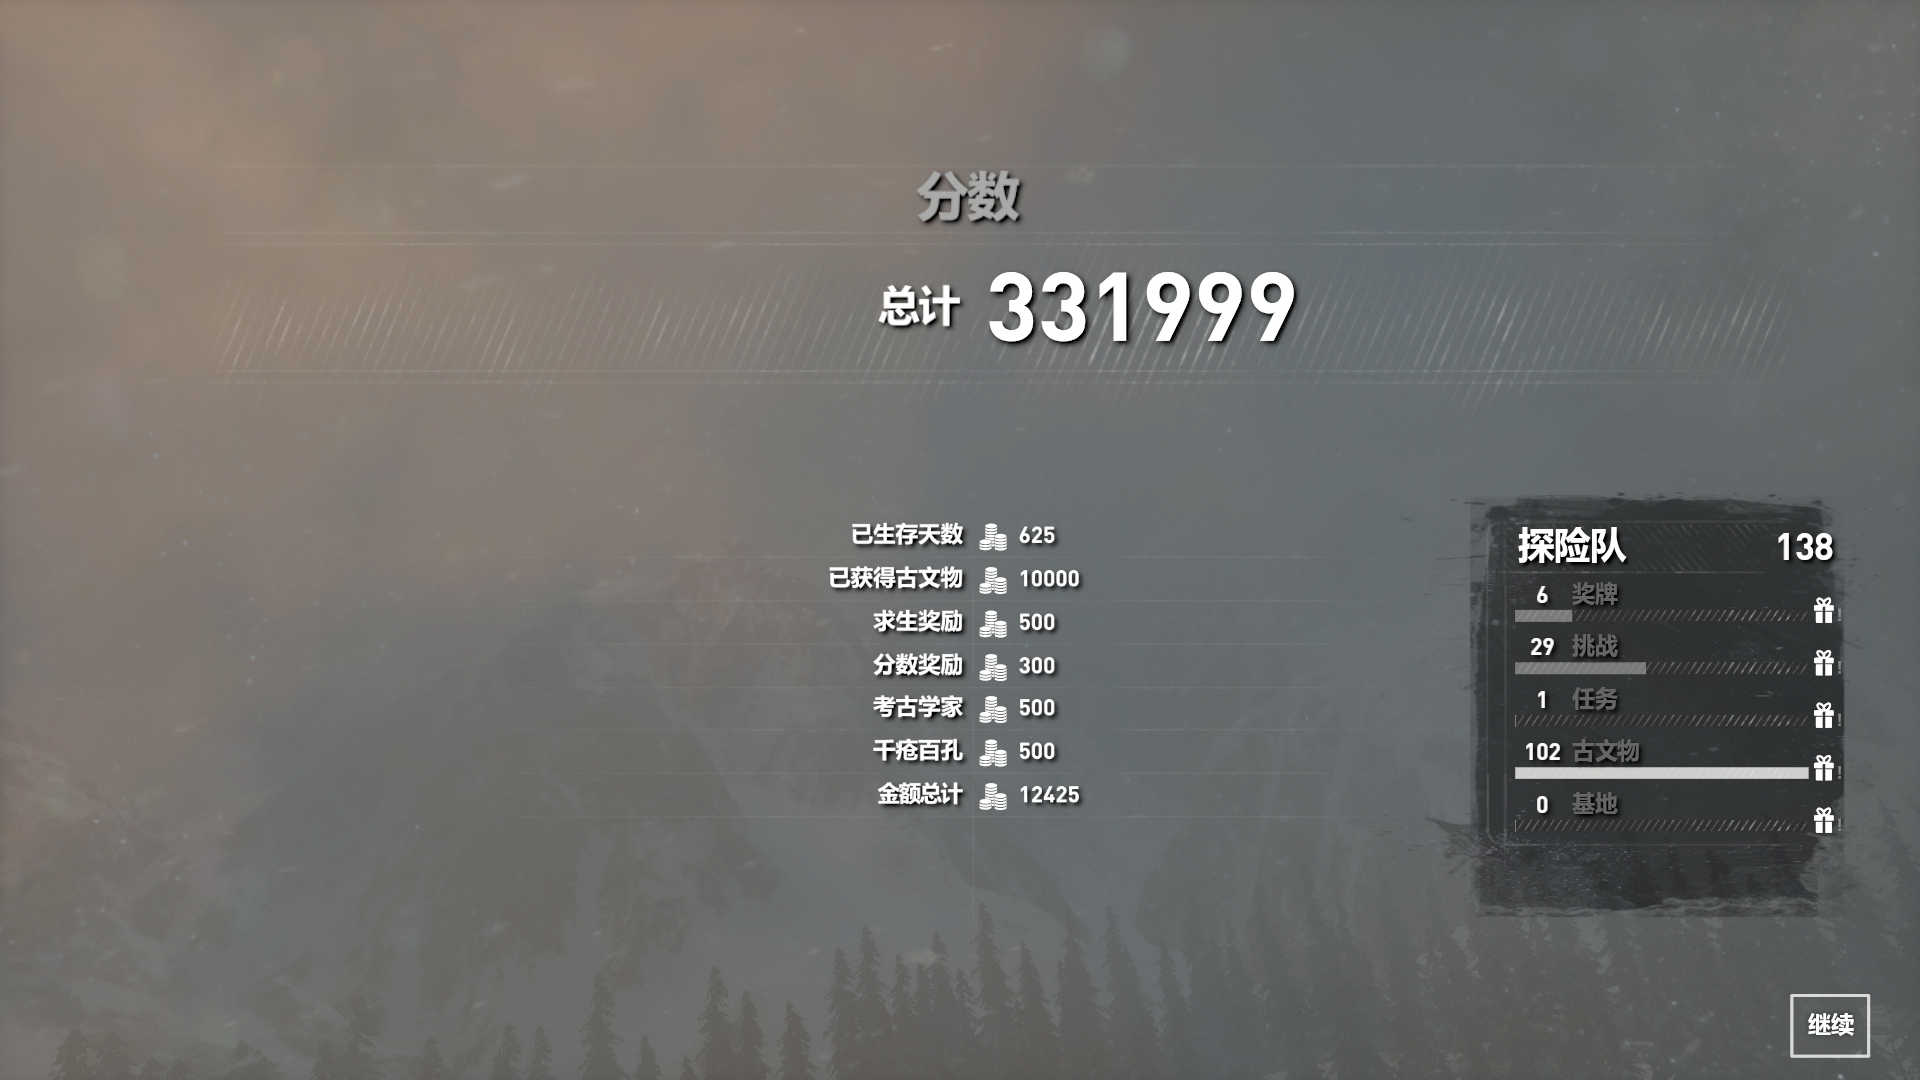 分数
总计 331999
已生存天数 625
已获得古文物 10000
求生奖励 500
分数奖励 300
考古学家 500
千疮百孔 500
金额总计 12425
探险队 138
6 奖牌
29 挑战
1 任务
102 古文物
0 基地
继续